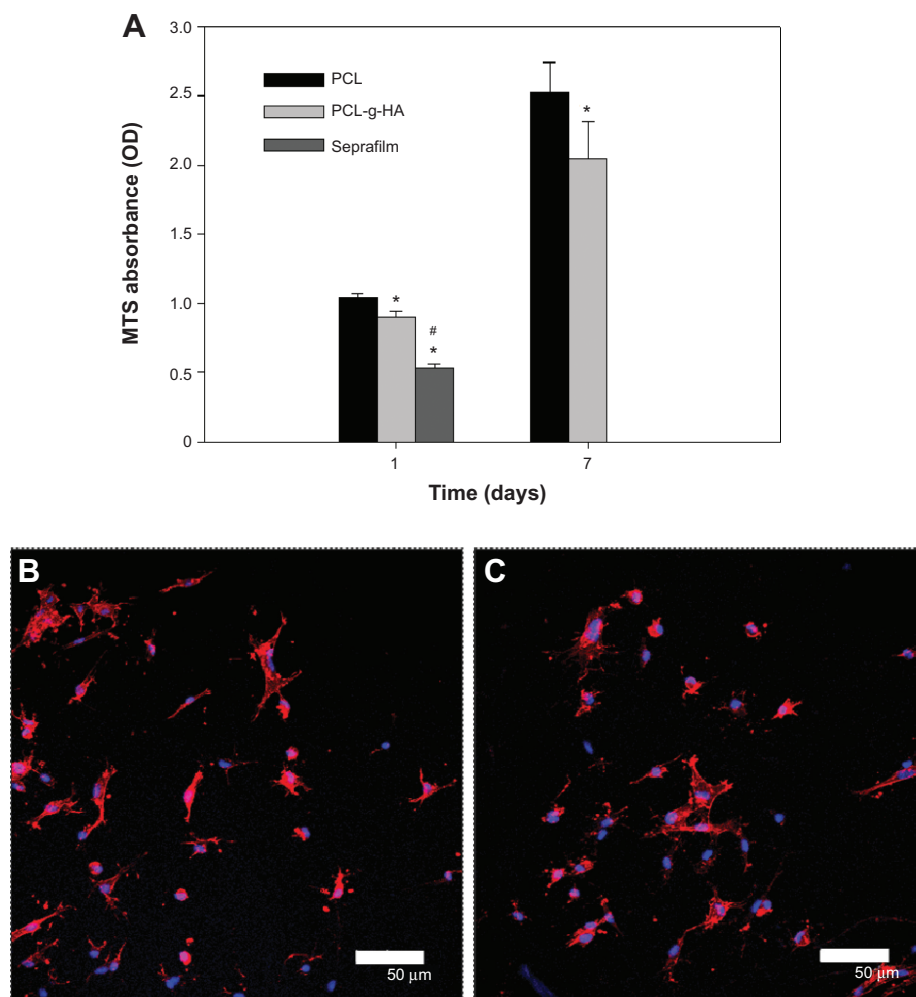 A
3.0
2.5
2.0
1.5
1.0
0.5
0
MTS absorbance (OD)
PCL
PCL-g-HA
Seprafilm
*
#
*
*
1
7
Time (days)
B
50 μm
C
50 μm